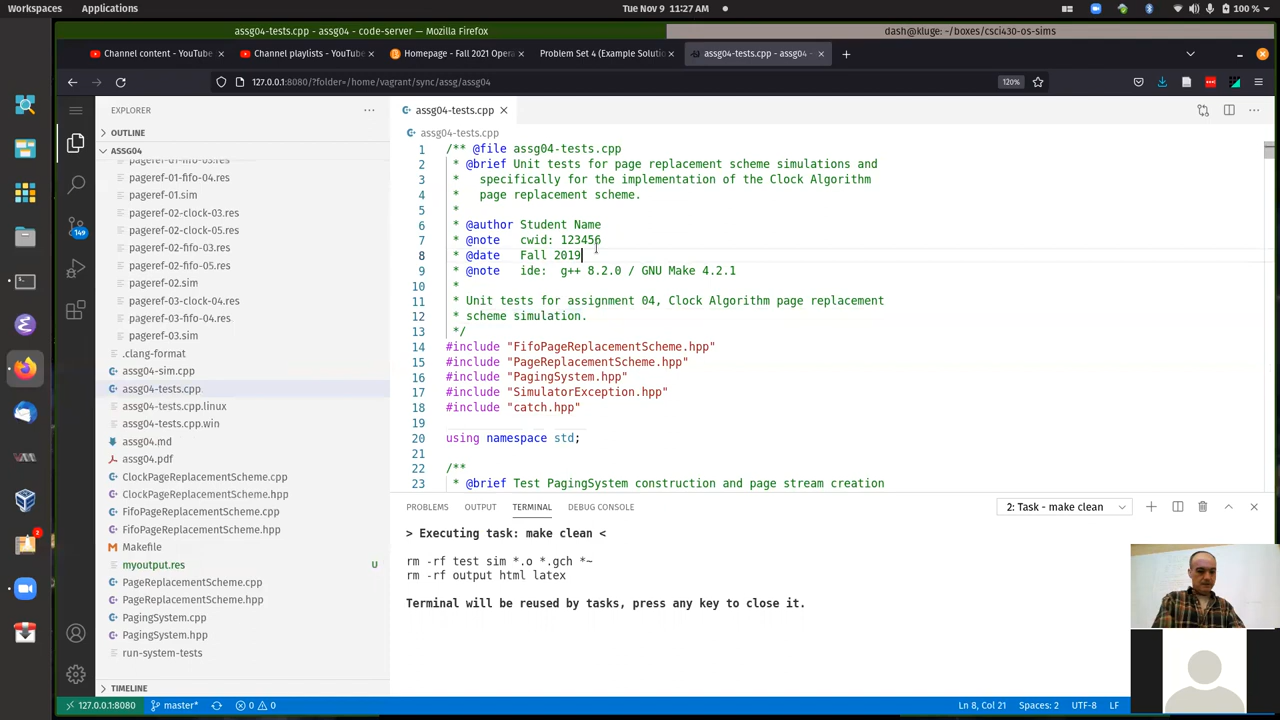 Workspaces Applications Tue Nov 9 11:27 AM 100 %
assg04-tests.cpp - assg04 - code-server — Mozilla Firefox dash@kluge: ~/boxes/csci430-os-sims
Channel content - YouTube Channel playlists - YouTube Homepage - Fall 2021 Opera Problem Set 4 (Example Solutio assg04-tests.cpp - assg04 -
127.0.0.1:8080/?folder=/home/vagrant/sync/assg/assg04 120%
EXPLORER
OUTLINE
ASSG04
pageref-01-fifo-03.res
pageref-01-fifo-04.res
pageref-01.sim
pageref-02-clock-03.res
pageref-02-clock-05.res
pageref-02-fifo-03.res
pageref-02.sim
pageref-03-clock-04.res
pageref-03-fifo-04.res
pageref-03.sim
.clang-format
assg04-sim.cpp
assg04-tests.cpp
assg04-tests.cpp.linux
assg04-tests.cpp.win
assg04.md
assg04.pdf
ClockPageReplacementScheme.cpp
ClockPageReplacementScheme.hpp
FifoPageReplacementScheme.cpp
FifoPageReplacementScheme.hpp
Makefile
myoutput.res U
PageReplacementScheme.cpp
PageReplacementScheme.hpp
PagingSystem.cpp
PagingSystem.hpp
run-system-tests
TIMELINE
149
2
assg04-tests.cpp
assg04-tests.cpp
1 /** @file assg04-tests.cpp
2 * @brief Unit tests for page replacement scheme simulations and
3 * specifically for the implementation of the Clock Algorithm
4 * page replacement scheme.
5 *
6 * @author Student Name
7 * @note cwid: 123456
8 * @date Fall 2019
9 * @note ide: g++ 8.2.0 / GNU Make 4.2.1
10 *
11 * Unit tests for assignment 04, Clock Algorithm page replacement
12 * scheme simulation.
13 */
14 #include "FifoPageReplacementScheme.hpp"
15 #include "PageReplacementScheme.hpp"
16 #include "PagingSystem.hpp"
17 #include "SimulatorException.hpp"
18 #include "catch.hpp"
19
20 using namespace std;
21
22 /**
23 * @brief Test PagingSystem construction and page stream creation
PROBLEMS OUTPUT TERMINAL DEBUG CONSOLE 2: Task - make clean
> Executing task: make clean <
rm -rf test sim *.o *.gch *~
rm -rf output html latex
Terminal will be reused by tasks, press any key to close it.
127.0.0.1:8080 master* 0 0 Ln 8, Col 21 Spaces: 2 UTF-8 LF